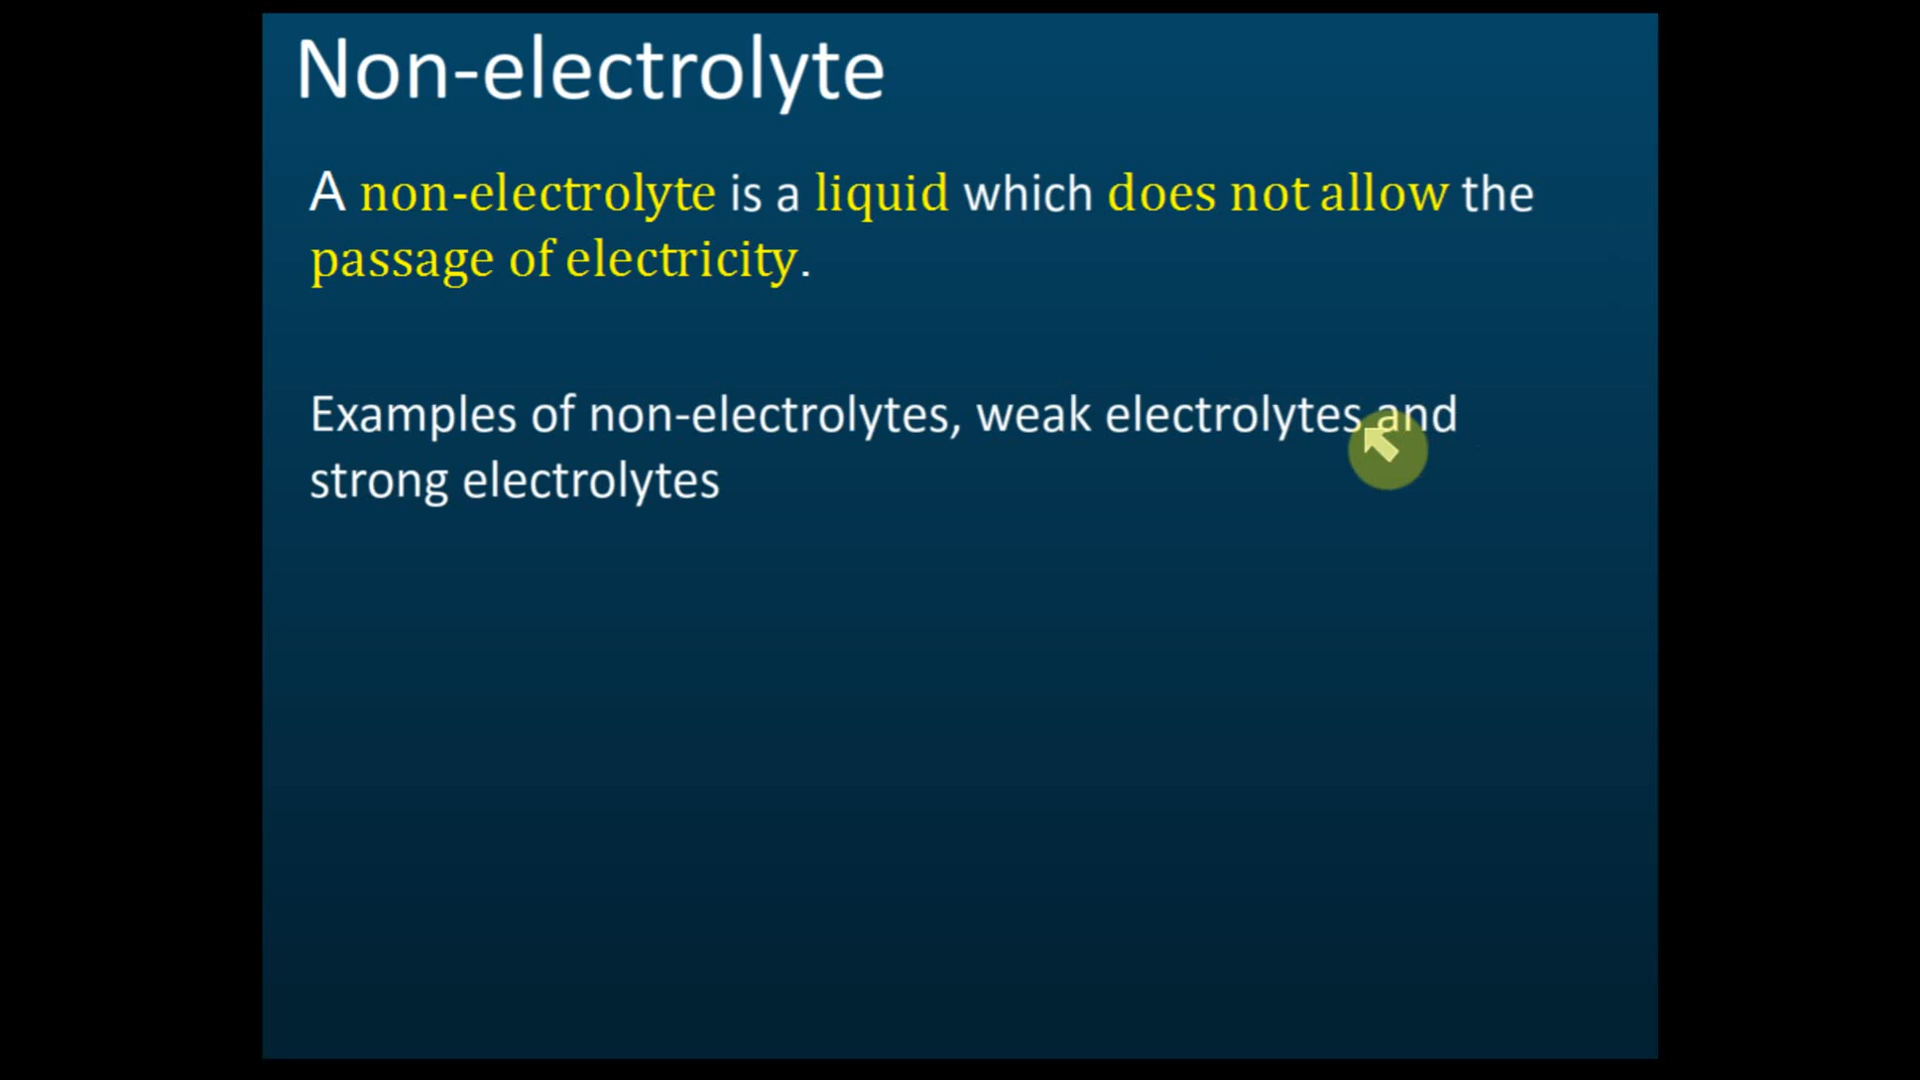 Non-electrolyte
A non-electrolyte is a liquid which does not allow the
passage of electricity.
Examples of non-electrolytes, weak electrolytes and
strong electrolytes